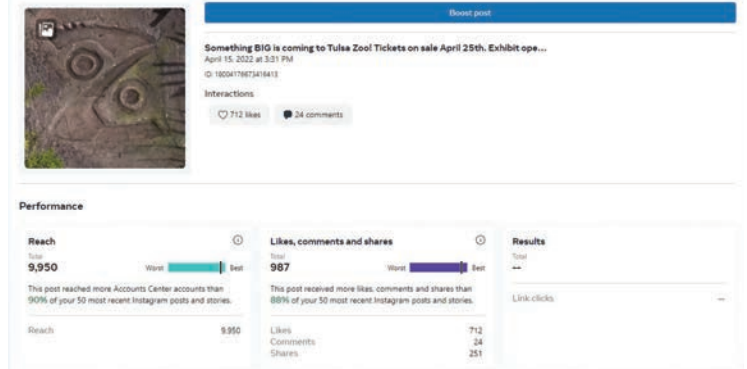 Boost post
Something BIG is coming to Tulsa Zoo! Tickets on sale April 25th. Exhibit ope...
April 15, 2022 at 3:31 PM
ID: 18004178673416413
Interactions
712 likes
24 comments
Performance
Reach
Total
9,950
Worst
Best
This post reached more Accounts Center accounts than
90% of your 50 most recent Instagram posts and stories.
Reach 9,950
Likes, comments and shares
Total
987
Worst
Best
This post received more likes, comments and shares than
88% of your 50 most recent Instagram posts and stories.
Likes 712
Comments 24
Shares 251
Results
Total
--
Link clicks --